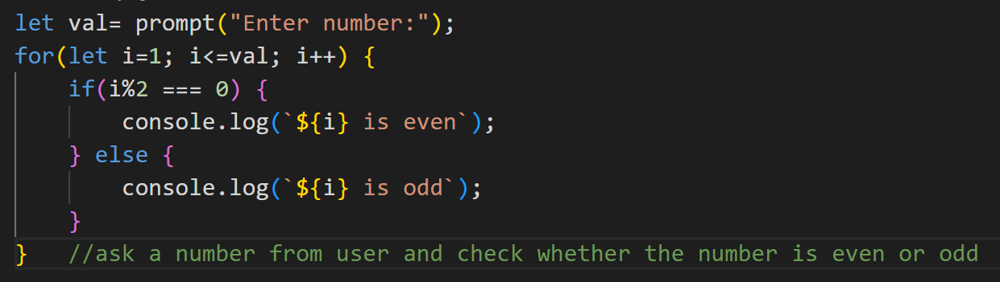 let val= prompt("Enter number:");
for(let i=1; i<=val; i++) {
    if(i%2 === 0) {
        console.log(`${i} is even`);
    } else {
        console.log(`${i} is odd`);
    }
}   //ask a number from user and check whether the number is even or odd